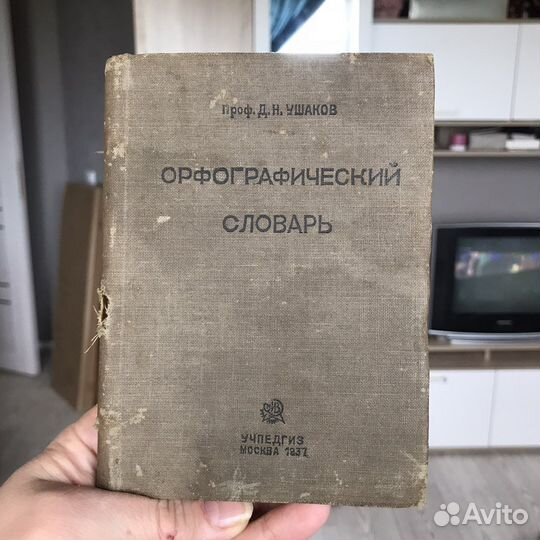 Проф. Д.Н. УШАКОВ
ОРФОГРАФИЧЕСКИЙ
СЛОВАРЬ
УЧПЕДГИЗ
МОСКВА 1937
Avito